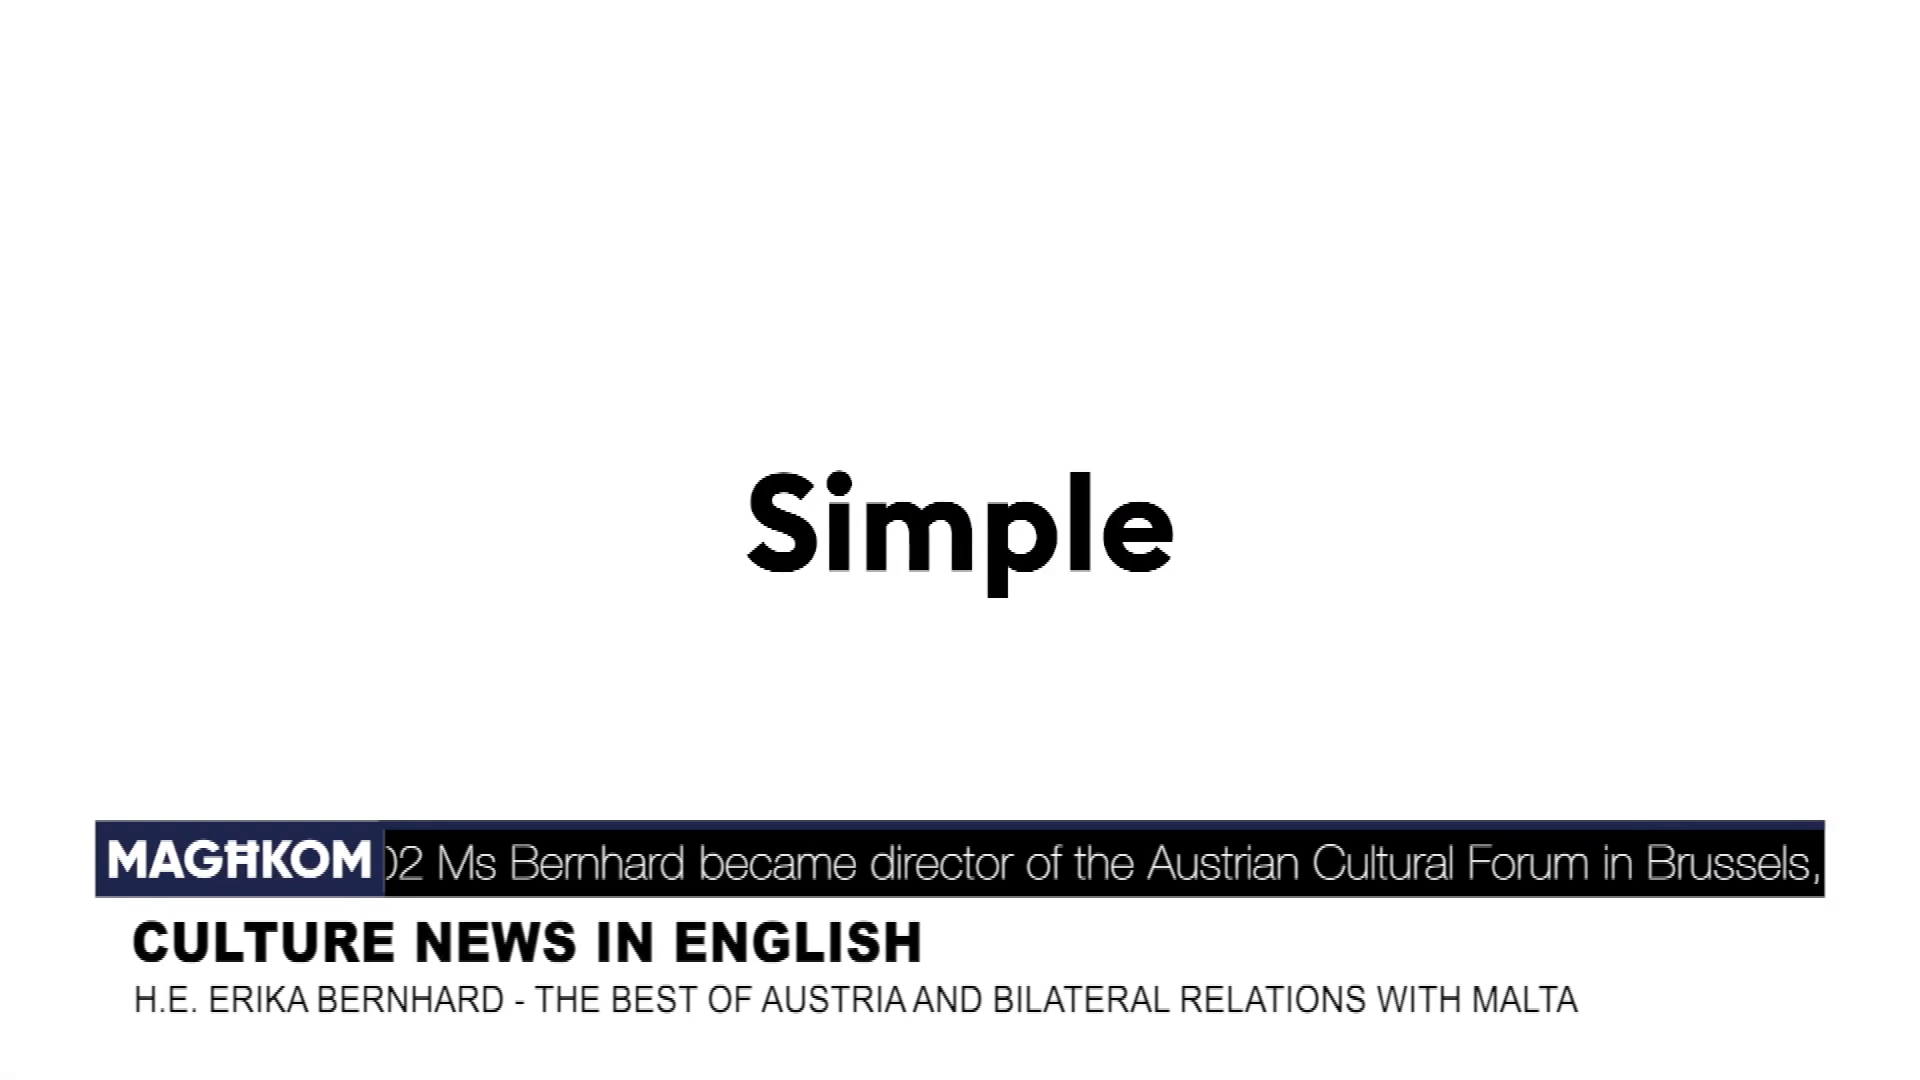 Simple
MAGĦKOM
02 Ms Bernhard became director of the Austrian Cultural Forum in Brussels,
CULTURE NEWS IN ENGLISH
H.E. ERIKA BERNHARD - THE BEST OF AUSTRIA AND BILATERAL RELATIONS WITH MALTA